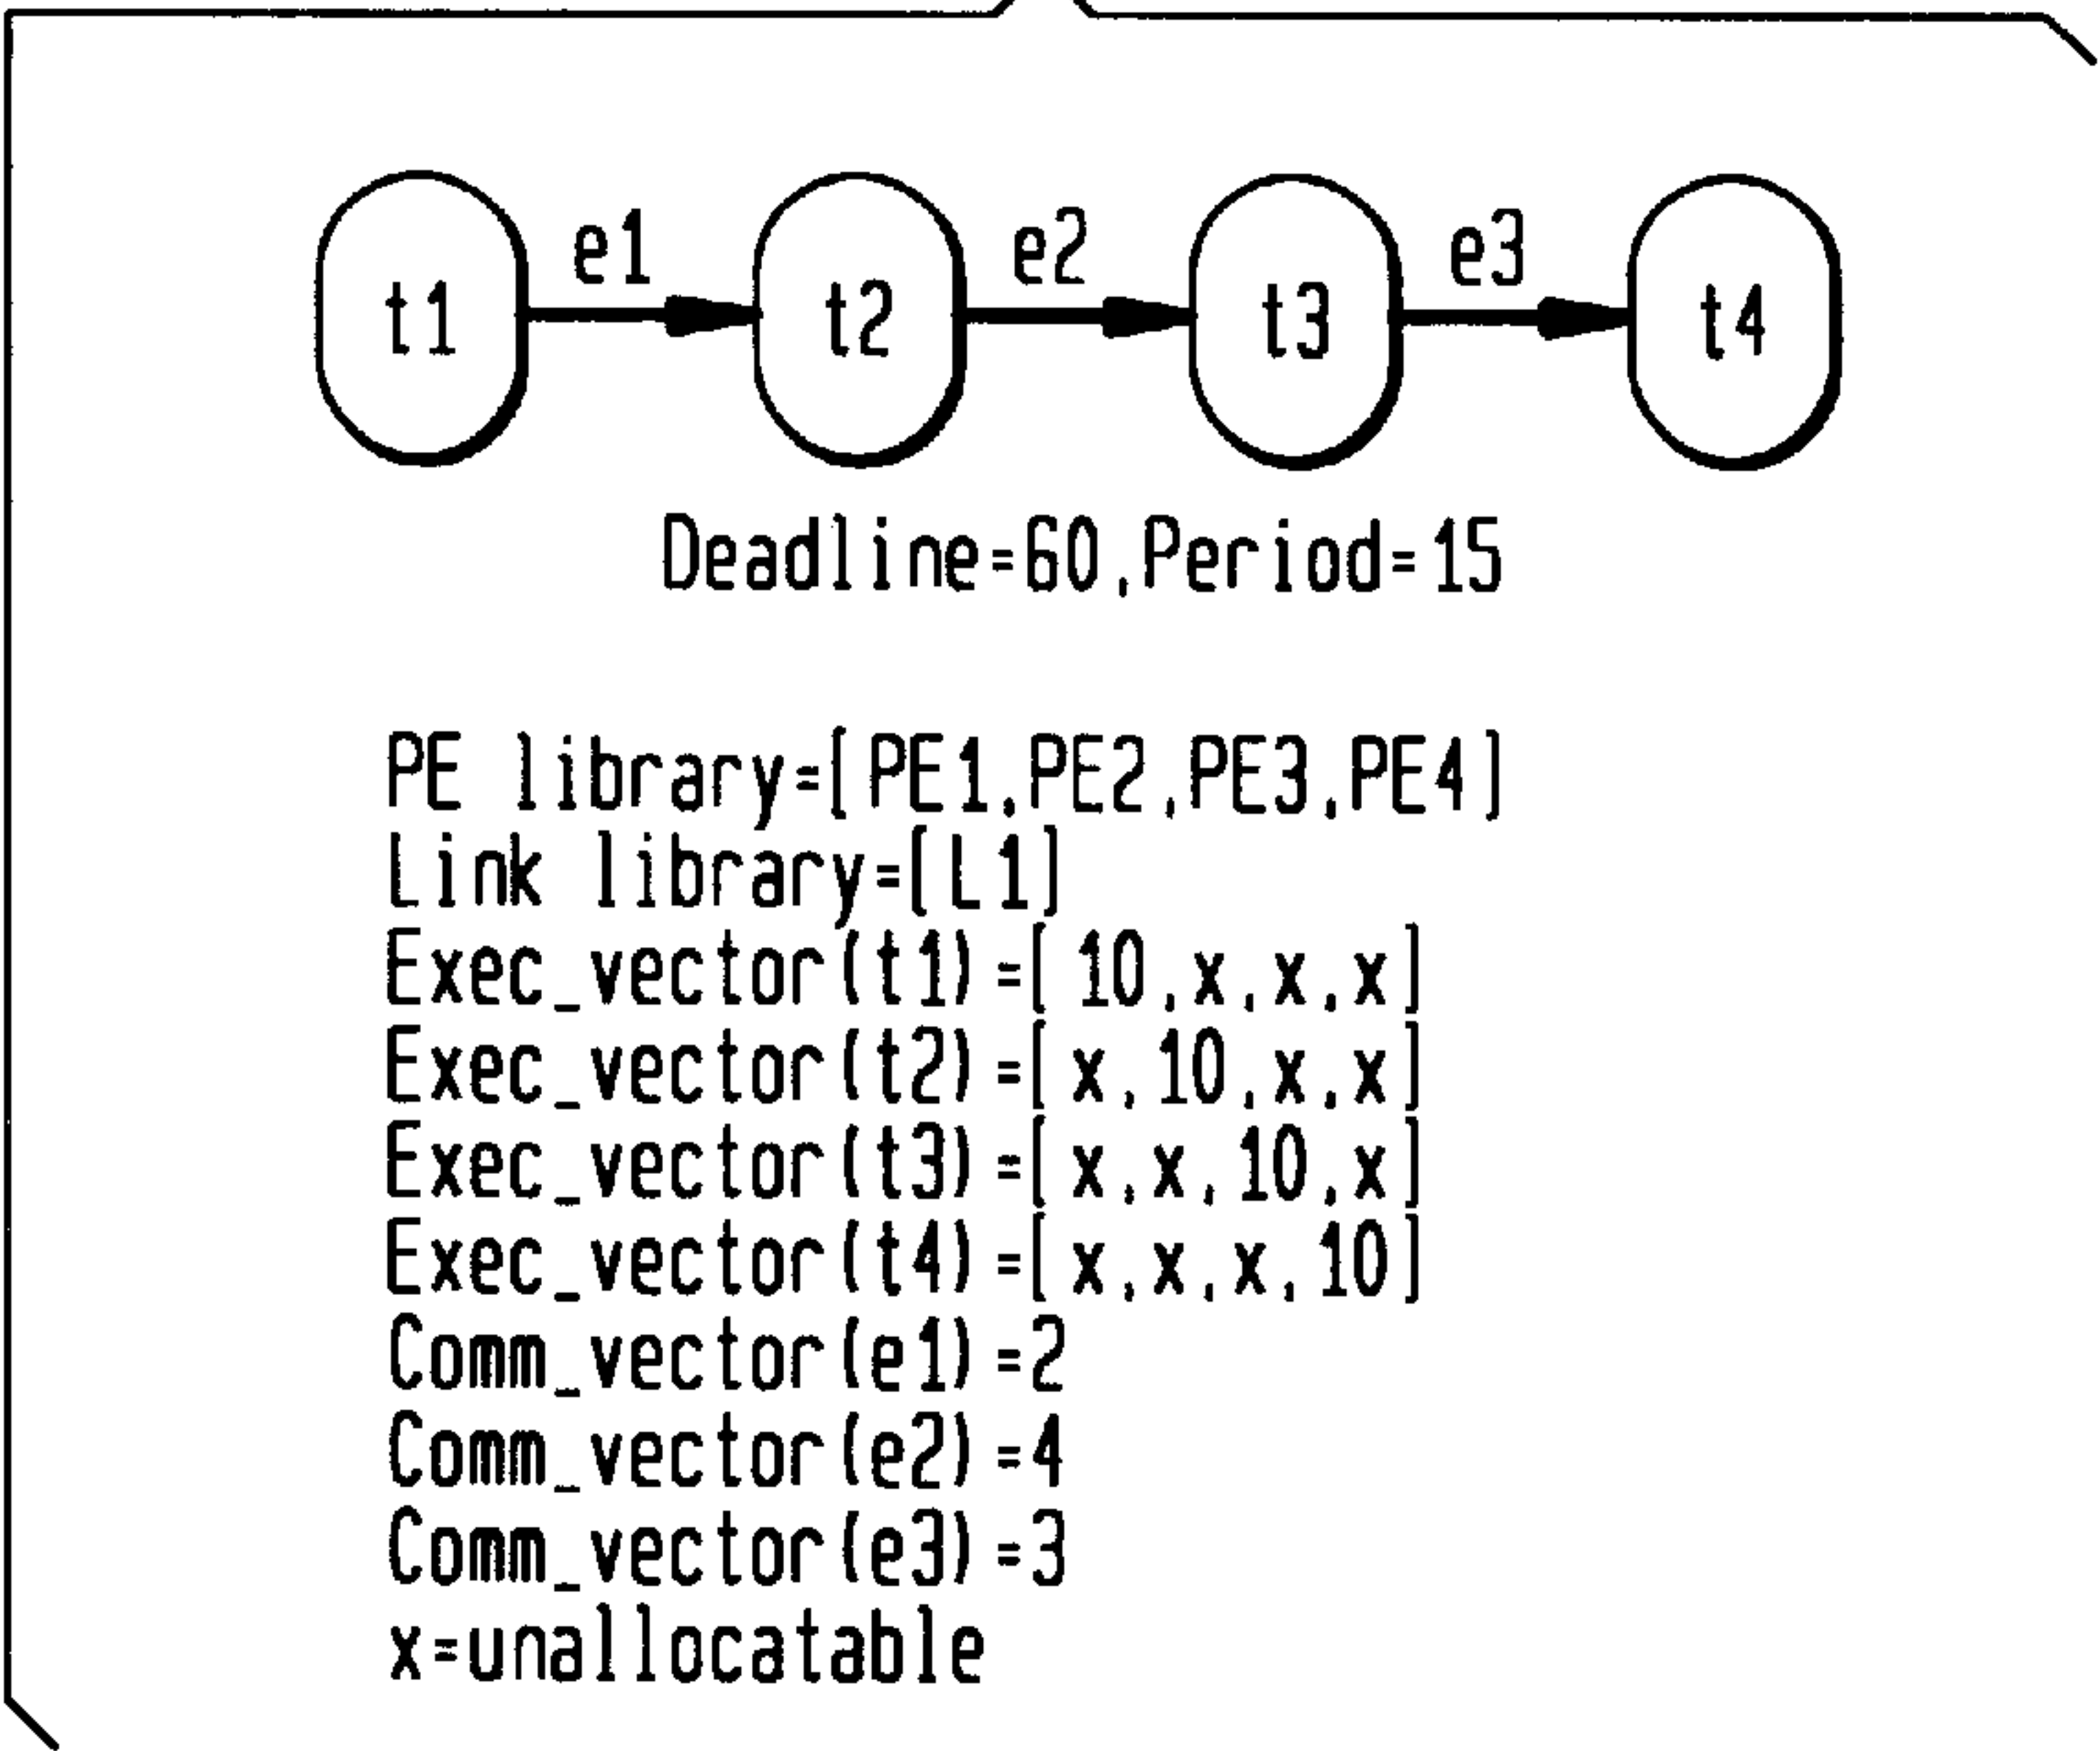 e1 e2 e3
t1 t2 t3 t4
Deadline=60,Period=15
PE library=[PE1,PE2,PE3,PE4]
Link library=[L1]
Exec_vector(t1)=[10,x,x,x]
Exec_vector(t2)=[x,10,x,x]
Exec_vector(t3)=[x,x,10,x]
Exec_vector(t4)=[x,x,x,10]
Comm_vector(e1)=2
Comm_vector(e2)=4
Comm_vector(e3)=3
x=unallocatable